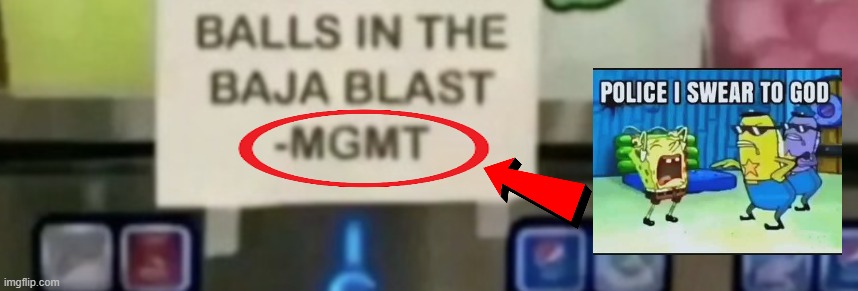 BALLS IN THE
BAJA BLAST
-MGMT
POLICE I SWEAR TO GOD
imgflip.com